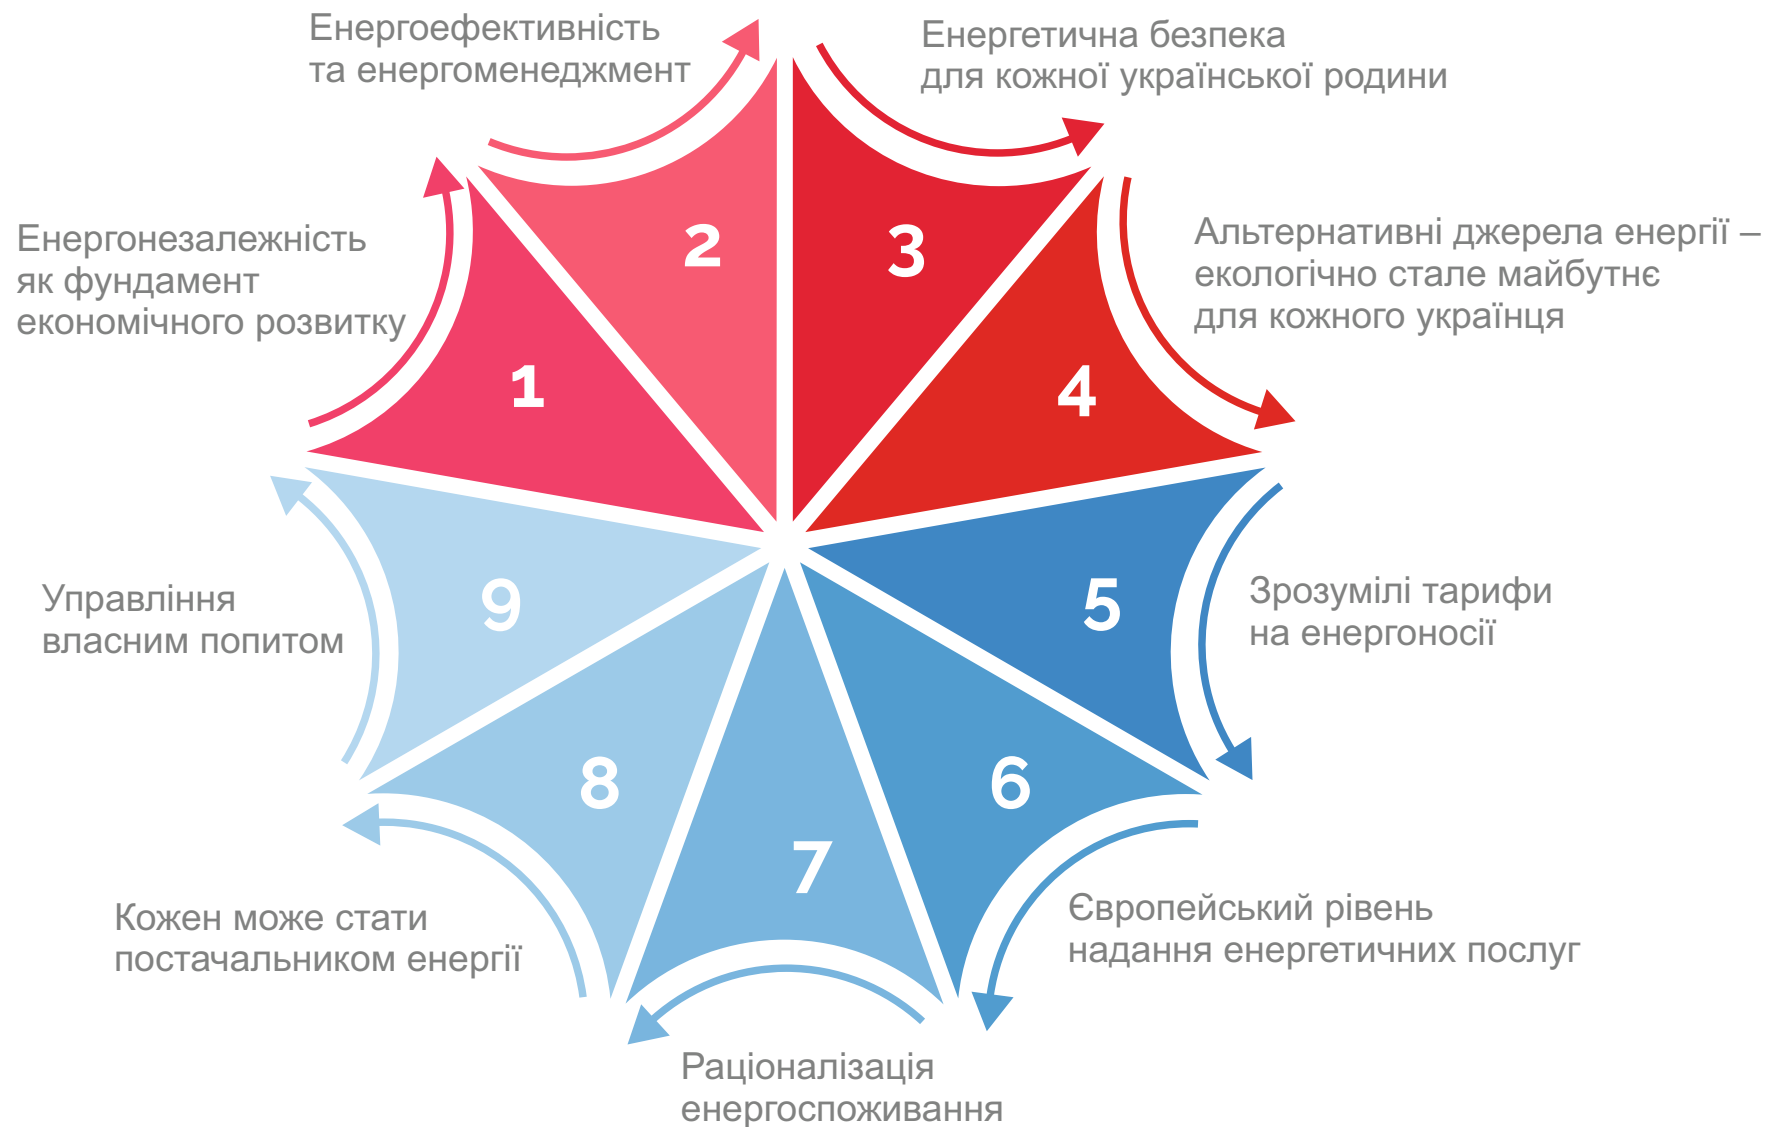 Енергоефективність
та енергоменеджмент
Енергетична безпека
для кожної української родини
Енергонезалежність
як фундамент
економічного розвитку
Альтернативні джерела енергії –
екологічно стале майбутнє
для кожного українця
2
3
1
4
9
5
Управління
власним попитом
Зрозумілі тарифи
на енергоносії
8
6
7
Кожен може стати
постачальником енергії
Європейський рівень
надання енергетичних послуг
Раціоналізація
енергоспоживання